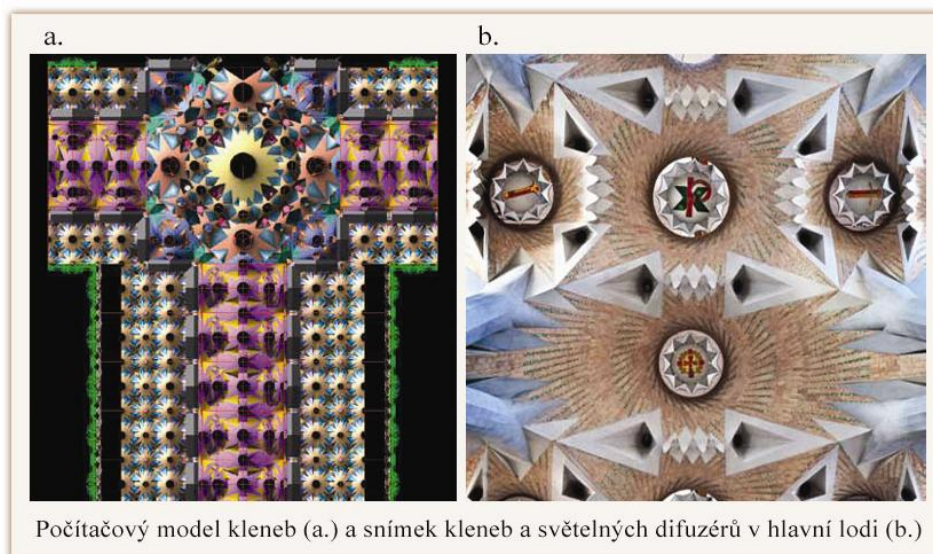 a.
b.
Počítačový model kleneb (a.) a snímek kleneb a světelných difuzérů v hlavní lodi (b.)